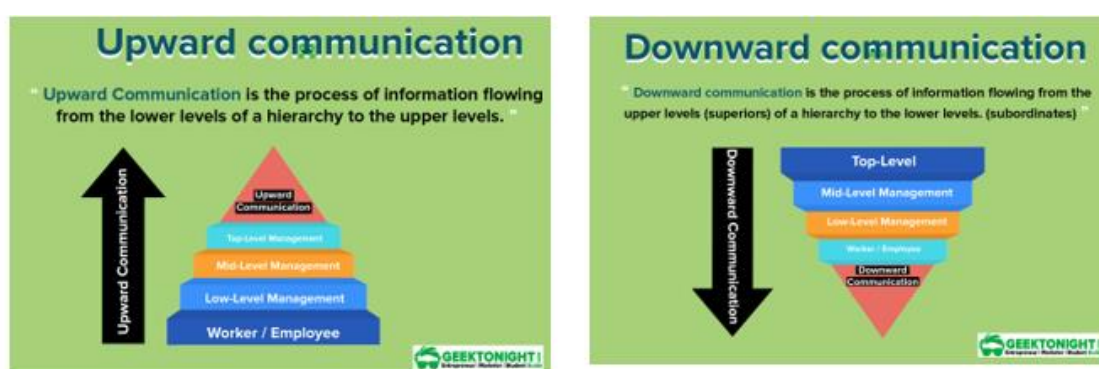 Upward communication
" Upward Communication is the process of information flowing
from the lower levels of a hierarchy to the upper levels. "
Upward Communication
Upward
Communication
Top-Level Management
Mid-Level Management
Low-Level Management
Worker / Employee
GEEKTONIGHT
Downward communication
" Downward communication is the process of information flowing from the
upper levels (superiors) of a hierarchy to the lower levels. (subordinates) "
Downward Communication
Top-Level
Mid-Level Management
Low-Level Management
Worker / Employee
Downward
Communication
GEEKTONIGHT